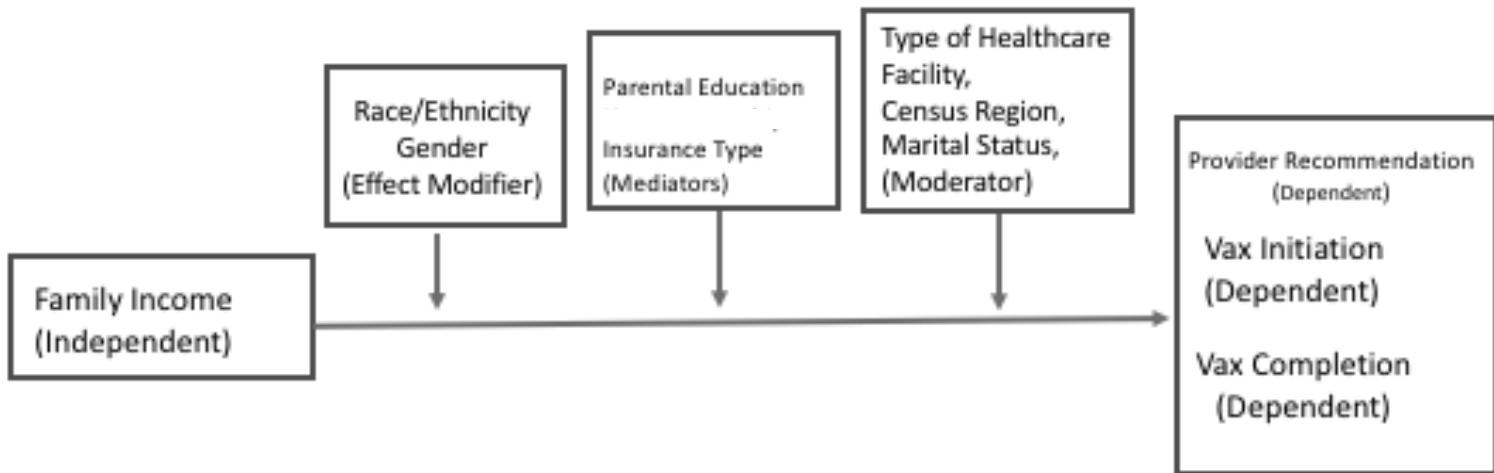 Family Income
(Independent)
Race/Ethnicity
Gender
(Effect Modifier)
Parental Education
Insurance Type
(Mediators)
Type of Healthcare
Facility,
Census Region,
Marital Status,
(Moderator)
Provider Recommendation
(Dependent)
Vax Initiation
(Dependent)
Vax Completion
(Dependent)